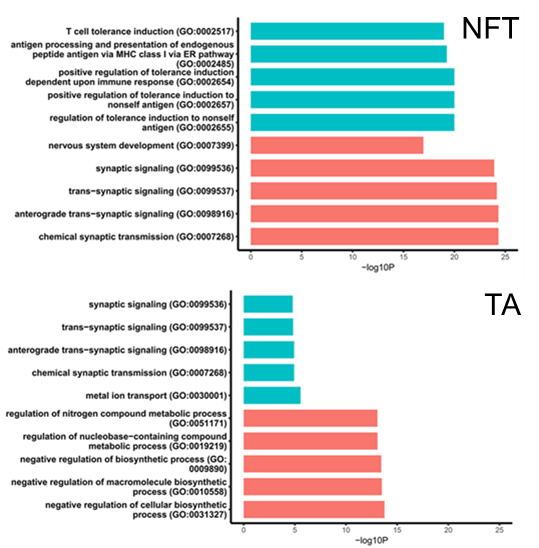 NFT
T cell tolerance induction (GO:0002517)
antigen processing and presentation of endogenous
peptide antigen via MHC class I via ER pathway
(GO:0002485)
positive regulation of tolerance induction
dependent upon immune response (GO:0002654)
positive regulation of tolerance induction to
nonself antigen (GO:0002657)
regulation of tolerance induction to nonself
antigen (GO:0002655)
nervous system development (GO:0007399)
synaptic signaling (GO:0099536)
trans−synaptic signaling (GO:0099537)
anterograde trans−synaptic signaling (GO:0098916)
chemical synaptic transmission (GO:0007268)
0 5 10 15 20 25
−log10P
TA
synaptic signaling (GO:0099536)
trans−synaptic signaling (GO:0099537)
anterograde trans−synaptic signaling (GO:0098916)
chemical synaptic transmission (GO:0007268)
metal ion transport (GO:0030001)
regulation of nitrogen compound metabolic process
(GO:0051171)
regulation of nucleobase−containing compound
metabolic process (GO:0019219)
negative regulation of biosynthetic process (GO:
0009890)
negative regulation of macromolecule biosynthetic
process (GO:0010558)
negative regulation of cellular biosynthetic
process (GO:0031327)
0 5 10 15 20 25
−log10P